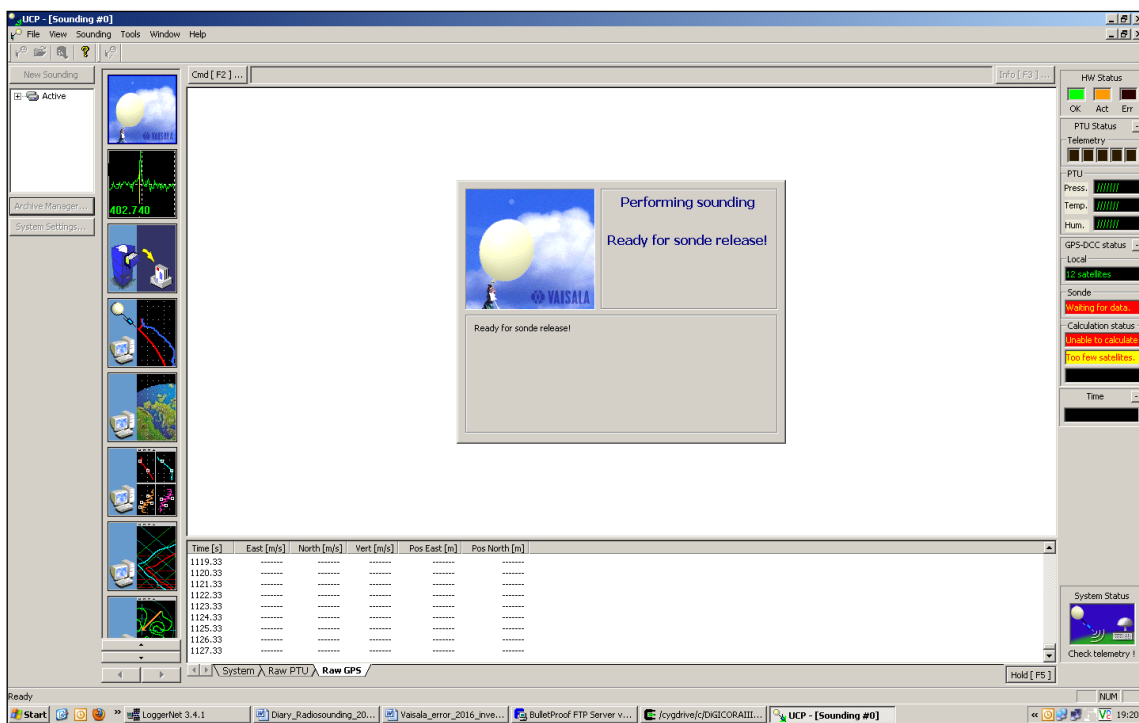 UCP - [Sounding #0]
File View Sounding Tools Window Help
New Sounding
Active
Archive Manager...
System Settings...
VAISALA
402.740
Cmd [ F2 ] ...
Info [ F3 ] ...
Performing sounding
Ready for sonde release!
VAISALA
Ready for sonde release!
HW Status
OK Act Err
PTU Status
Telemetry
PTU
Press. ///////
Temp. ///////
Hum. ///////
GPS-DCC status
Local
12 satellites
Sonde
Waiting for data.
Calculation status
Unable to calculate
Too few satellites.
Time
Time [s] East [m/s] North [m/s] Vert [m/s] Pos East [m] Pos North [m]
1119.33 ------- ------- ------- ------- -------
1120.33 ------- ------- ------- ------- -------
1121.33 ------- ------- ------- ------- -------
1122.33 ------- ------- ------- ------- -------
1123.33 ------- ------- ------- ------- -------
1124.33 ------- ------- ------- ------- -------
1125.33 ------- ------- ------- ------- -------
1126.33 ------- ------- ------- ------- -------
1127.33 ------- ------- ------- ------- -------
System Raw PTU Raw GPS
Hold [ F5 ]
System Status
Check telemetry !
Ready
NUM
Start » LoggerNet 3.4.1 Diary_Radiosounding_20... Vaisala_error_2016_inve... BulletProof FTP Server v... /cygdrive/c/DIGICORAIII... UCP - [Sounding #0] «